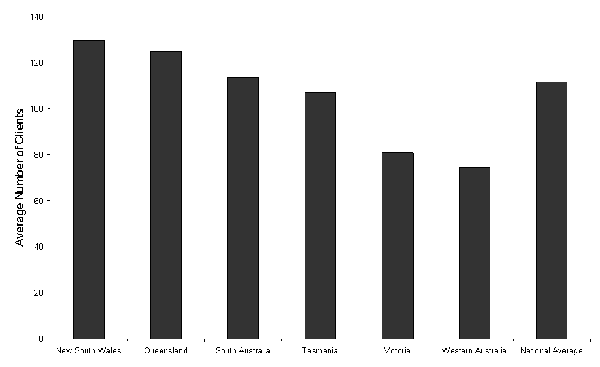 140
120
100
80
60
40
20
0
Average Number of Clients
New South Wales
Queensland
South Australia
Tasmania
Victoria
Western Australia
National Average